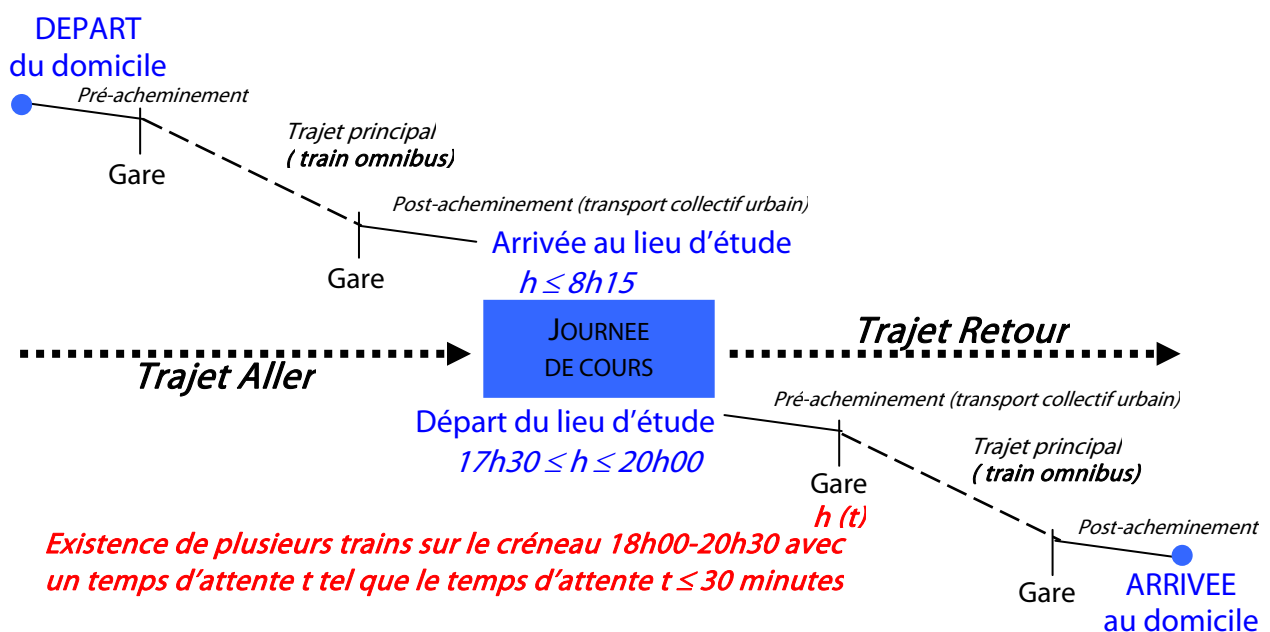 DEPART
du domicile
Pré-acheminement
Gare
Trajet principal
( train omnibus)
Gare
Post-acheminement (transport collectif urbain)
Arrivée au lieu d’étude
h ≤ 8h15
Trajet Aller
JOURNEE
DE COURS
Trajet Retour
Départ du lieu d’étude
17h30 ≤ h ≤ 20h00
Pré-acheminement (transport collectif urbain)
Gare
h (t)
Trajet principal
( train omnibus)
Existence de plusieurs trains sur le créneau 18h00-20h30 avec
un temps d’attente t tel que le temps d’attente t ≤ 30 minutes
Gare
Post-acheminement
ARRIVEE
au domicile